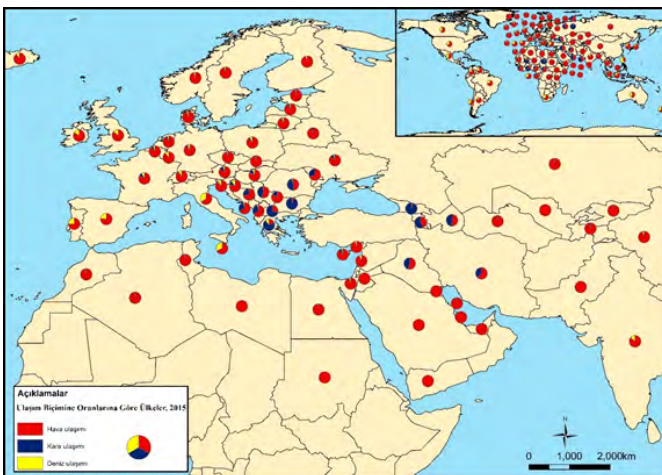 Açıklamalar
Ulaşım Biçimine Oranlarına Göre Ülkeler, 2015
Hava ulaşımı
Kara ulaşımı
Deniz ulaşımı
N
0 1,000 2,000km